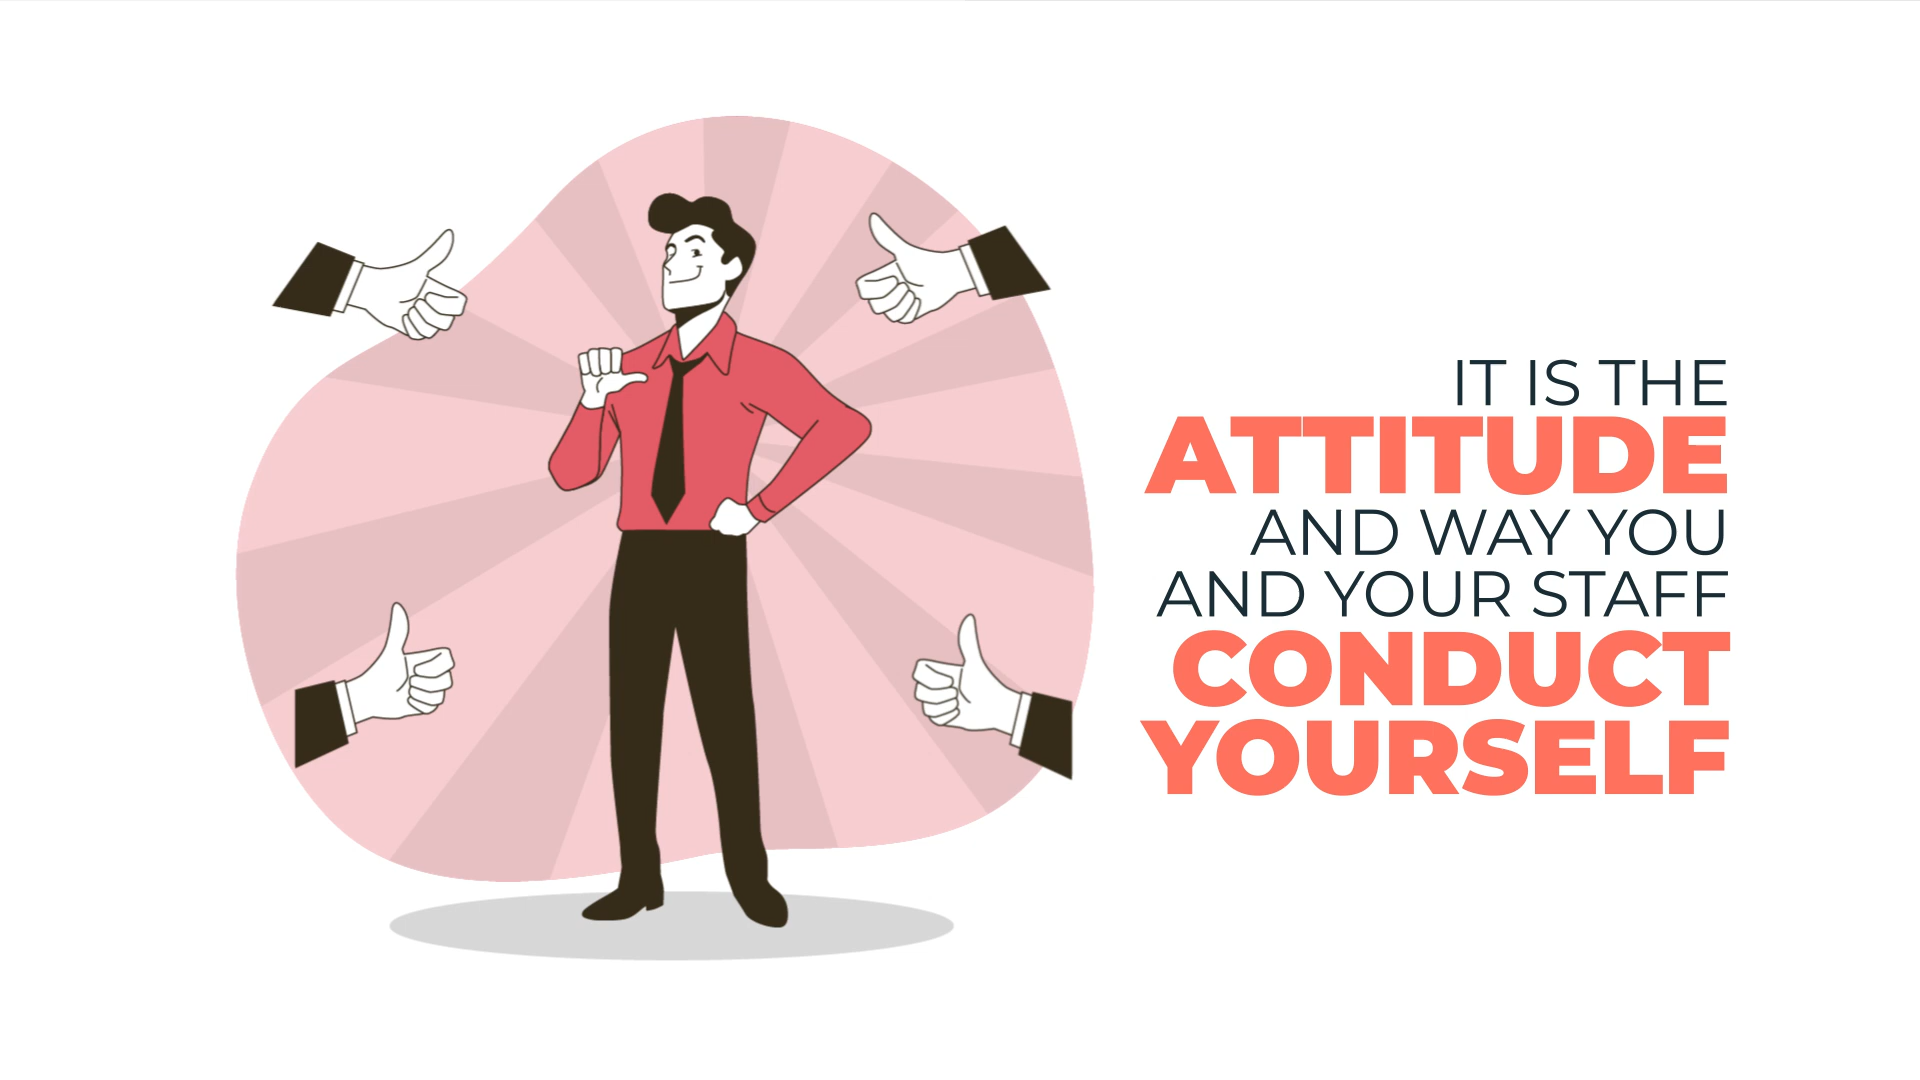 IT IS THE
ATTITUDE
AND WAY YOU
AND YOUR STAFF
CONDUCT
YOURSELF